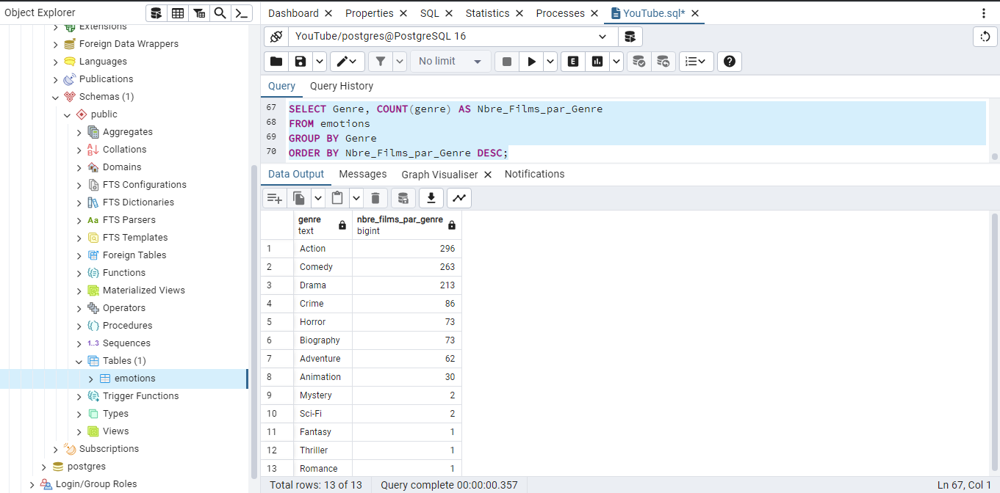 Object Explorer
Extensions
Foreign Data Wrappers
Languages
Publications
Schemas (1)
public
Aggregates
Collations
Domains
FTS Configurations
FTS Dictionaries
Aa FTS Parsers
FTS Templates
Foreign Tables
Functions
Materialized Views
Operators
Procedures
1..3 Sequences
Tables (1)
emotions
Trigger Functions
Types
Views
Subscriptions
postgres
Login/Group Roles
Dashboard Properties SQL Statistics Processes YouTube.sql*
YouTube/postgres@PostgreSQL 16
No limit E
Query Query History
67 SELECT Genre, COUNT(genre) AS Nbre_Films_par_Genre
68 FROM emotions
69 GROUP BY Genre
70 ORDER BY Nbre_Films_par_Genre DESC;
Data Output Messages Graph Visualiser Notifications
genre nbre_films_par_genre
text bigint
1 Action 296
2 Comedy 263
3 Drama 213
4 Crime 86
5 Horror 73
6 Biography 73
7 Adventure 62
8 Animation 30
9 Mystery 2
10 Sci-Fi 2
11 Fantasy 1
12 Thriller 1
13 Romance 1
Total rows: 13 of 13 Query complete 00:00:00.357 Ln 67, Col 1